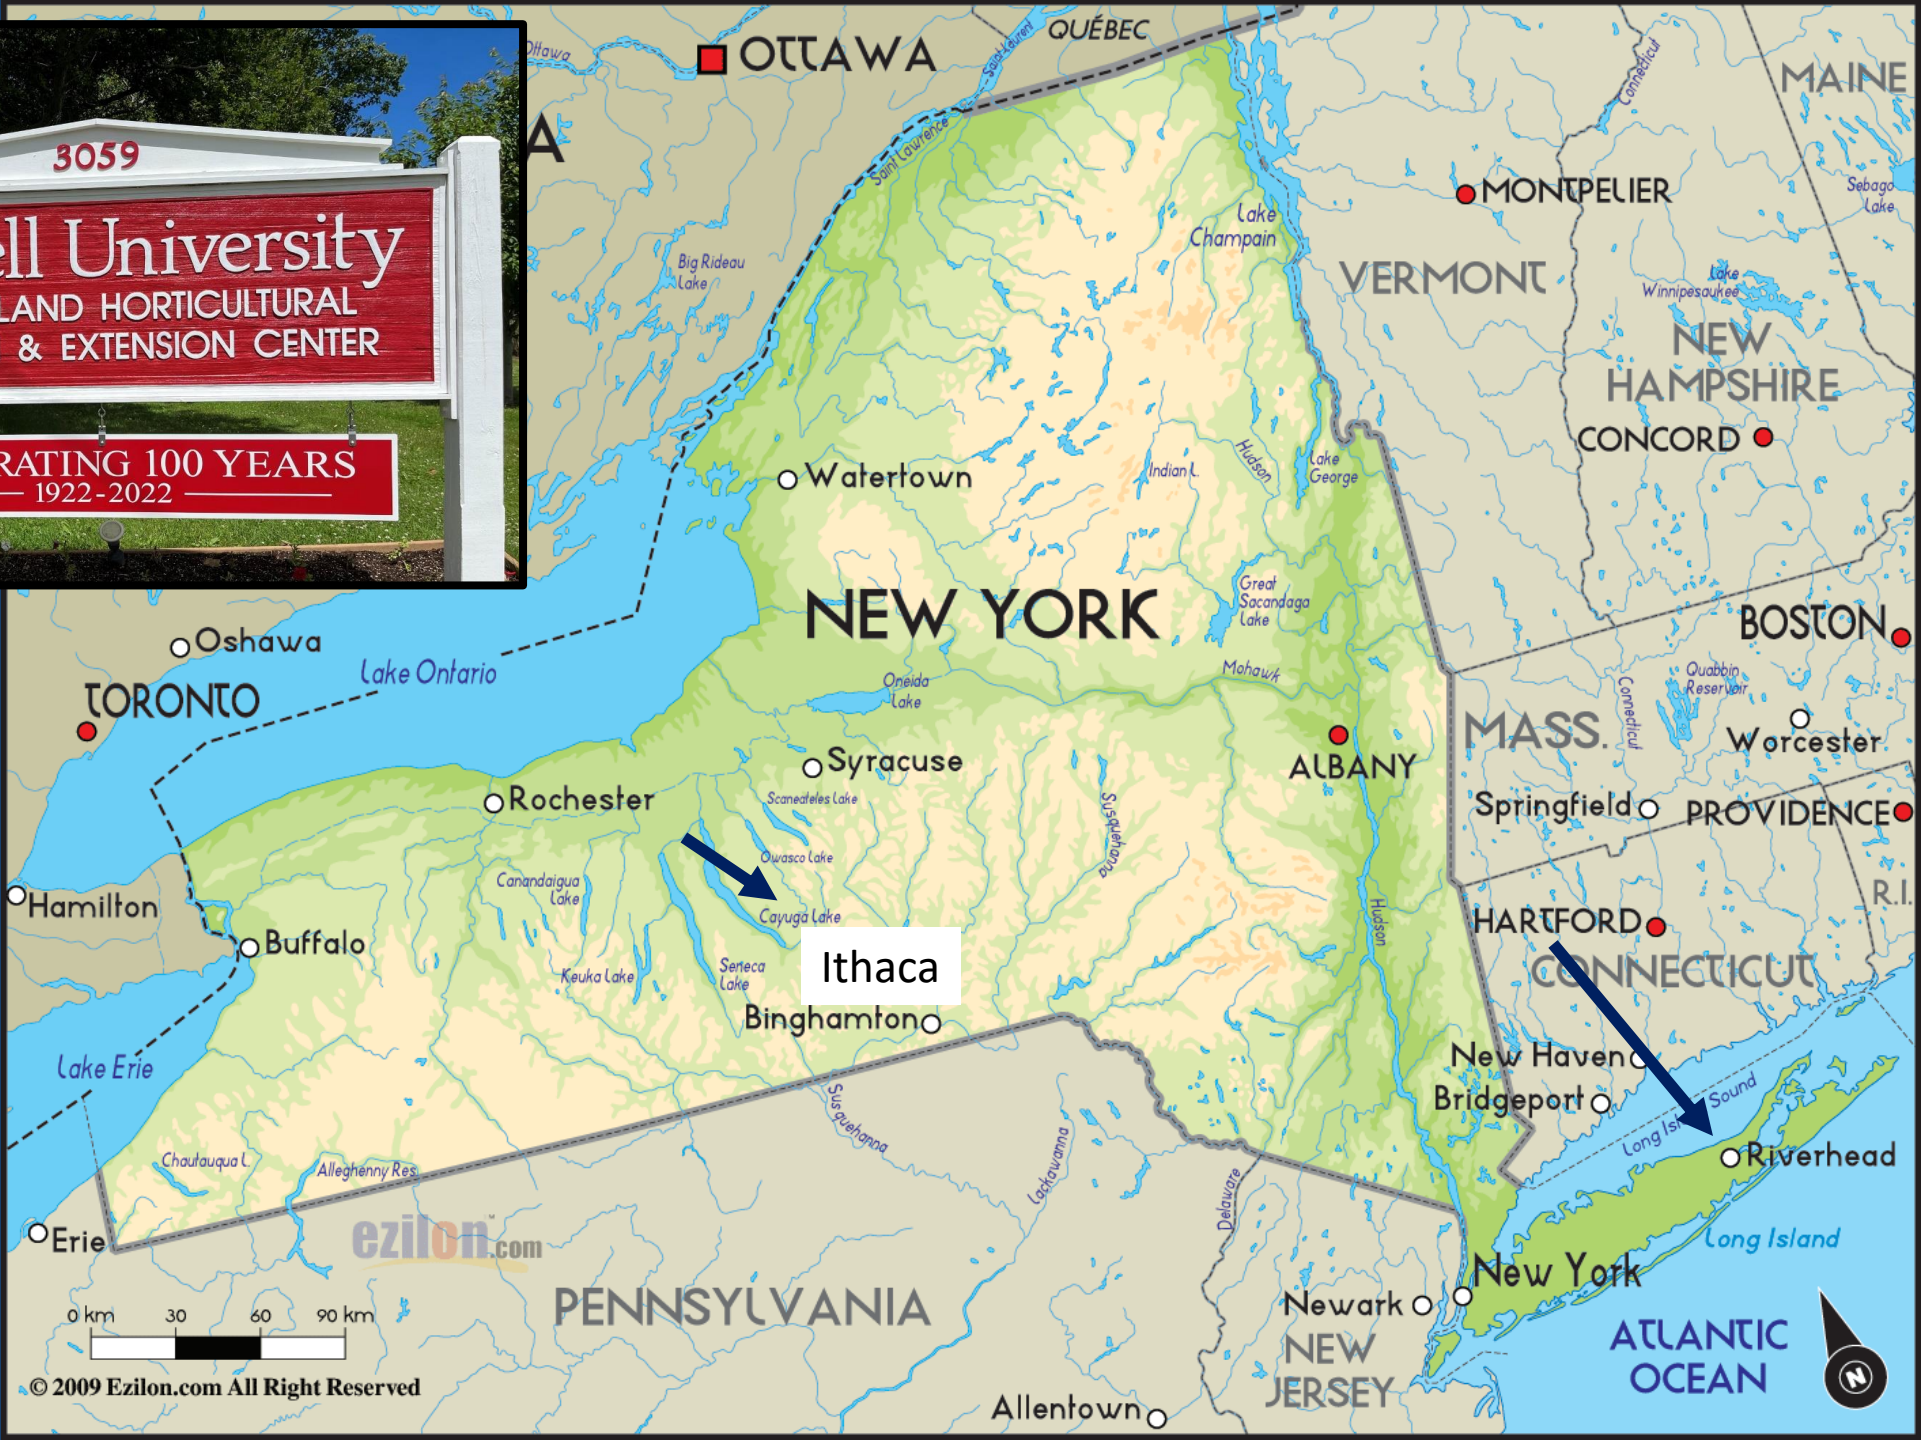 3059
ell University
LAND HORTICULTURAL
& EXTENSION CENTER
RATING 100 YEARS
1922-2022
Ottawa
OTTAWA
Saint Laurent
QUÉBEC
Connecticut
MAINE
A
Saint Lawrence
MONTPELIER
Sebago
Lake
Lake
Champain
Big Rideau
Lake
VERMONT
Lake
Winnipesaukee
NEW
HAMPSHIRE
CONCORD
Watertown
Indian L.
Hudson
Lake
George
NEW YORK
Great
Sacandaga
Lake
BOSTON
Oshawa
Lake Ontario
TORONTO
Oneida
Lake
Mohawk
Connecticut
Quabbin
Reservoir
MASS.
Worcester
Syracuse
ALBANY
Rochester
Scaneateles Lake
Susquehanna
Springfield
PROVIDENCE
Owasco Lake
Canandaigua
Lake
Hamilton
Cayuga Lake
Hudson
R.I.
HARTFORD
Buffalo
Keuka Lake
Seneca
Lake
Ithaca
CONNECTICUT
Binghamton
Lake Erie
New Haven
Bridgeport
Susquehanna
Long Isl
Sound
Chautauqua L.
Alleghenny Res.
Lackawanna
Delaware
Riverhead
Erie
ezilon.com
Long Island
New York
PENNSYLVANIA
Newark
0 km 30 60 90 km
NEW
JERSEY
ATLANTIC
OCEAN
N
© 2009 Ezilon.com All Right Reserved
Allentown